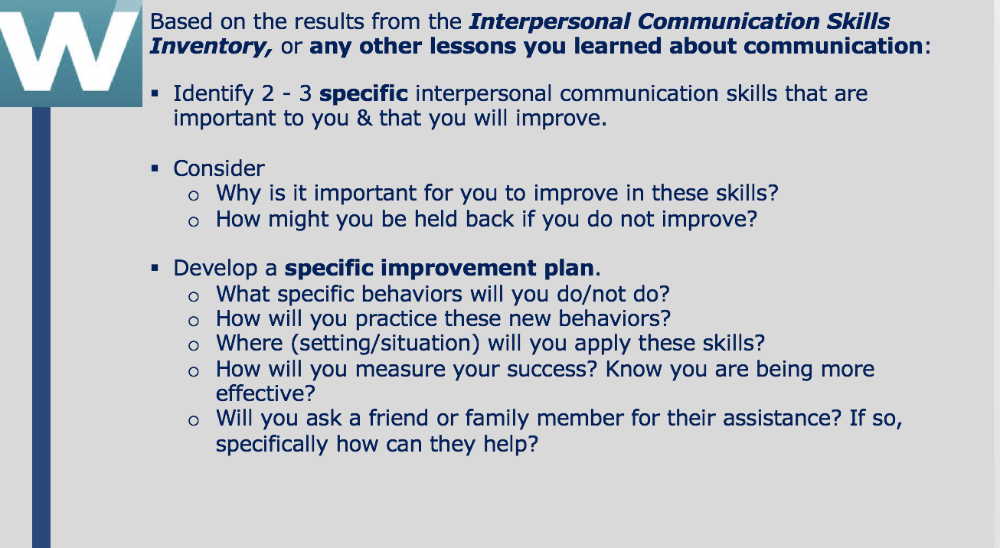 W
Based on the results from the Interpersonal Communication Skills
Inventory, or any other lessons you learned about communication:
▪ Identify 2 - 3 specific interpersonal communication skills that are
important to you & that you will improve.
▪ Consider
o Why is it important for you to improve in these skills?
o How might you be held back if you do not improve?
▪ Develop a specific improvement plan.
o What specific behaviors will you do/not do?
o How will you practice these new behaviors?
o Where (setting/situation) will you apply these skills?
o How will you measure your success? Know you are being more
effective?
o Will you ask a friend or family member for their assistance? If so,
specifically how can they help?